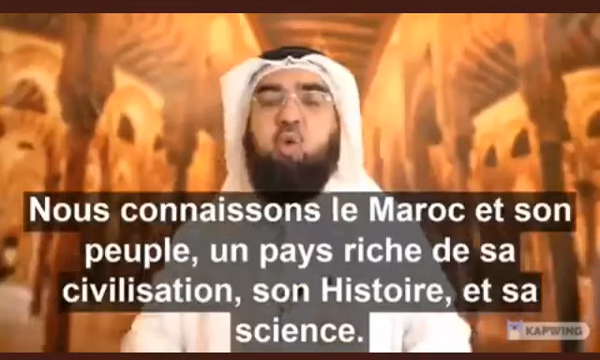 Nous connaissons le Maroc et son
peuple, un pays riche de sa
civilisation, son Histoire, et sa
science.
KAPWING